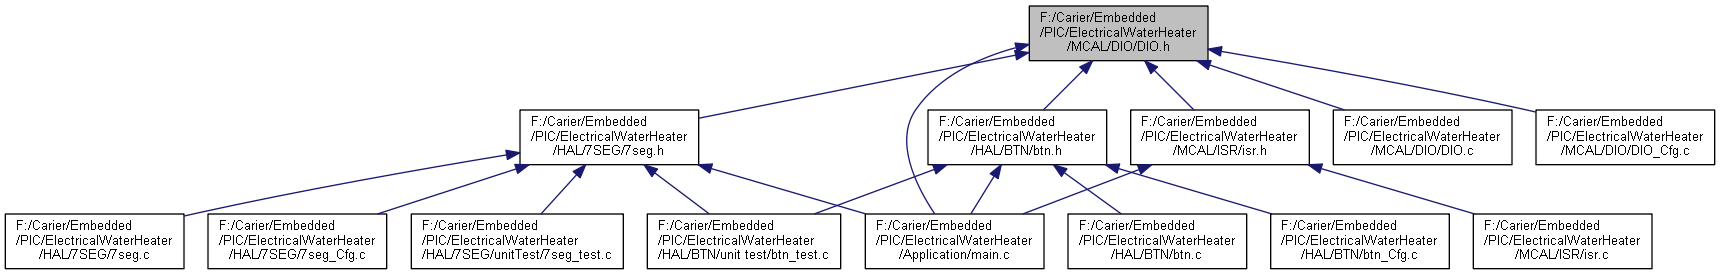 F:/Carier/Embedded
/PIC/ElectricalWaterHeater
/MCAL/DIO/DIO.h
F:/Carier/Embedded
/PIC/ElectricalWaterHeater
/HAL/7SEG/7seg.h
F:/Carier/Embedded
/PIC/ElectricalWaterHeater
/HAL/BTN/btn.h
F:/Carier/Embedded
/PIC/ElectricalWaterHeater
/MCAL/ISR/isr.h
F:/Carier/Embedded
/PIC/ElectricalWaterHeater
/MCAL/DIO/DIO.c
F:/Carier/Embedded
/PIC/ElectricalWaterHeater
/MCAL/DIO/DIO_Cfg.c
F:/Carier/Embedded
/PIC/ElectricalWaterHeater
/HAL/7SEG/7seg.c
F:/Carier/Embedded
/PIC/ElectricalWaterHeater
/HAL/7SEG/7seg_Cfg.c
F:/Carier/Embedded
/PIC/ElectricalWaterHeater
/HAL/7SEG/unitTest/7seg_test.c
F:/Carier/Embedded
/PIC/ElectricalWaterHeater
/HAL/BTN/unit test/btn_test.c
F:/Carier/Embedded
/PIC/ElectricalWaterHeater
/Application/main.c
F:/Carier/Embedded
/PIC/ElectricalWaterHeater
/HAL/BTN/btn.c
F:/Carier/Embedded
/PIC/ElectricalWaterHeater
/HAL/BTN/btn_Cfg.c
F:/Carier/Embedded
/PIC/ElectricalWaterHeater
/MCAL/ISR/isr.c